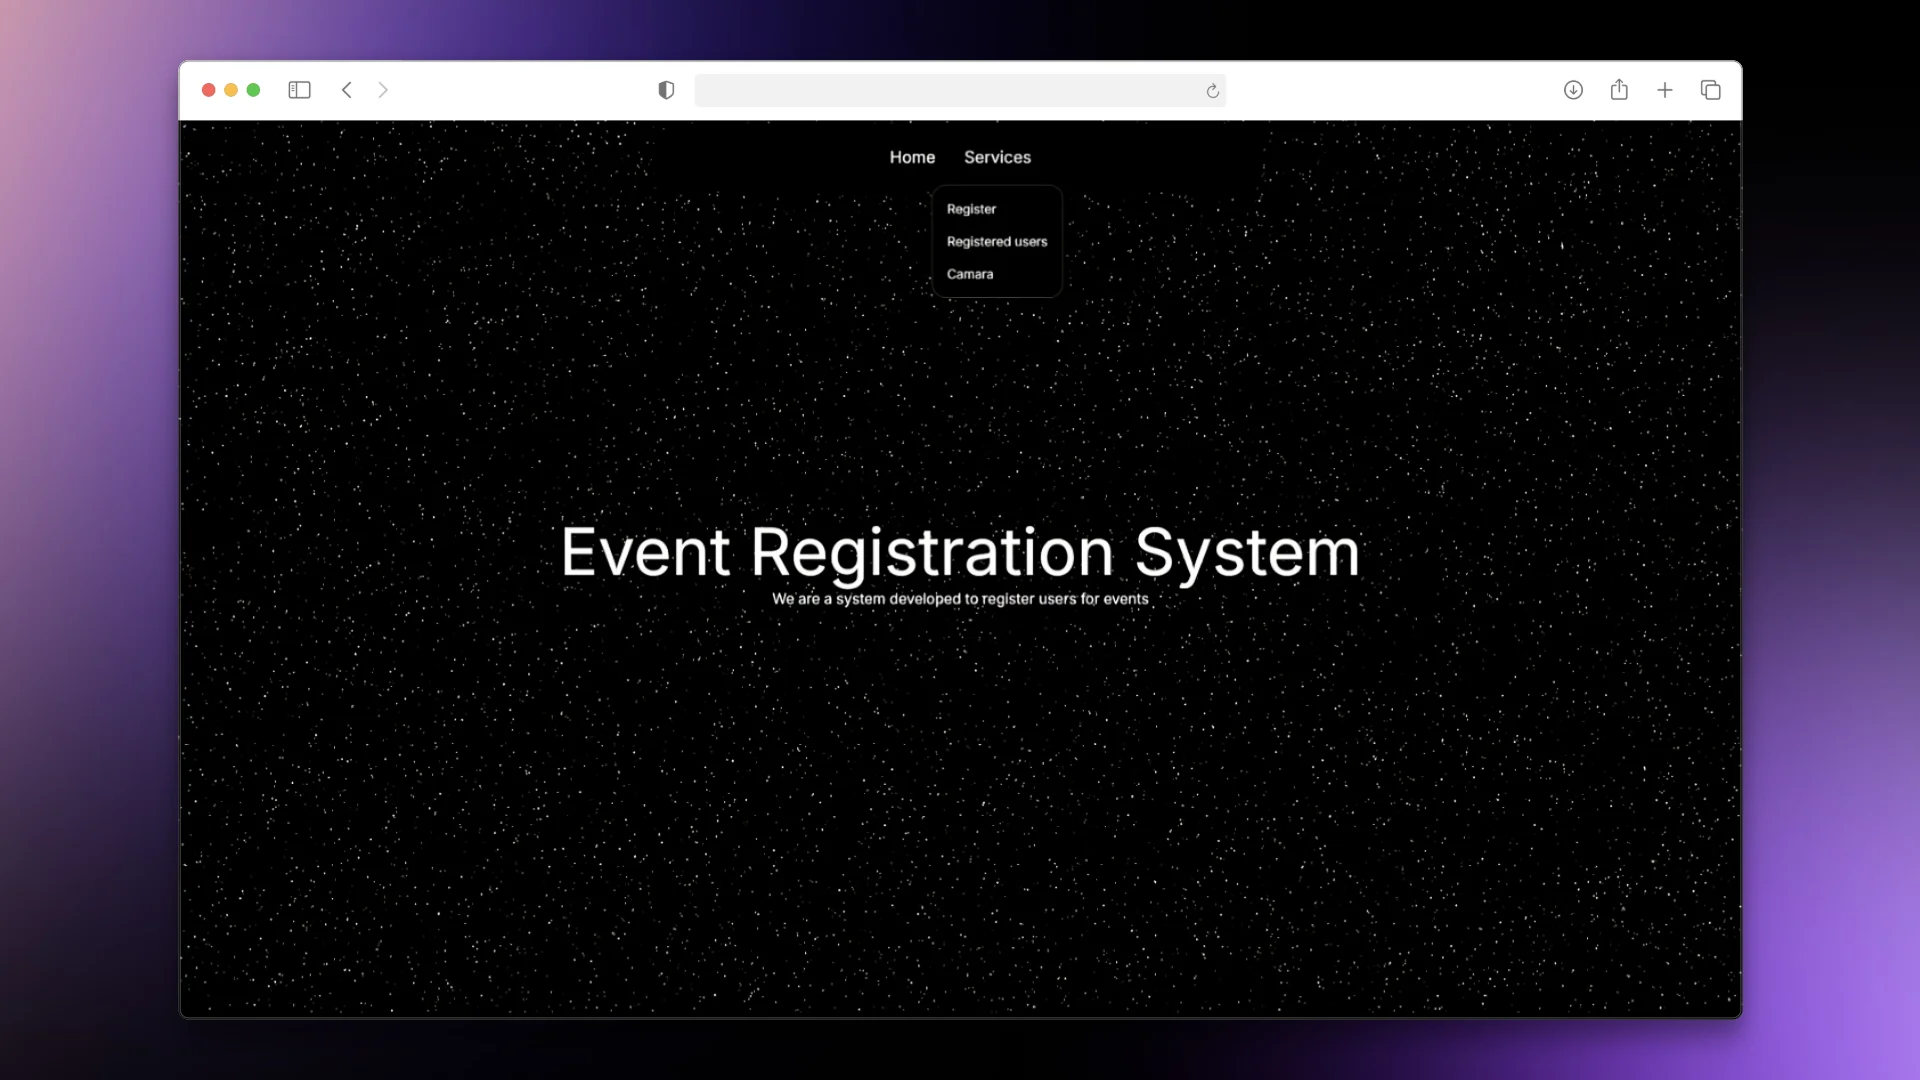 Home Services
Register
Registered users
Camara
Event Registration System
We are a system developed to register users for events